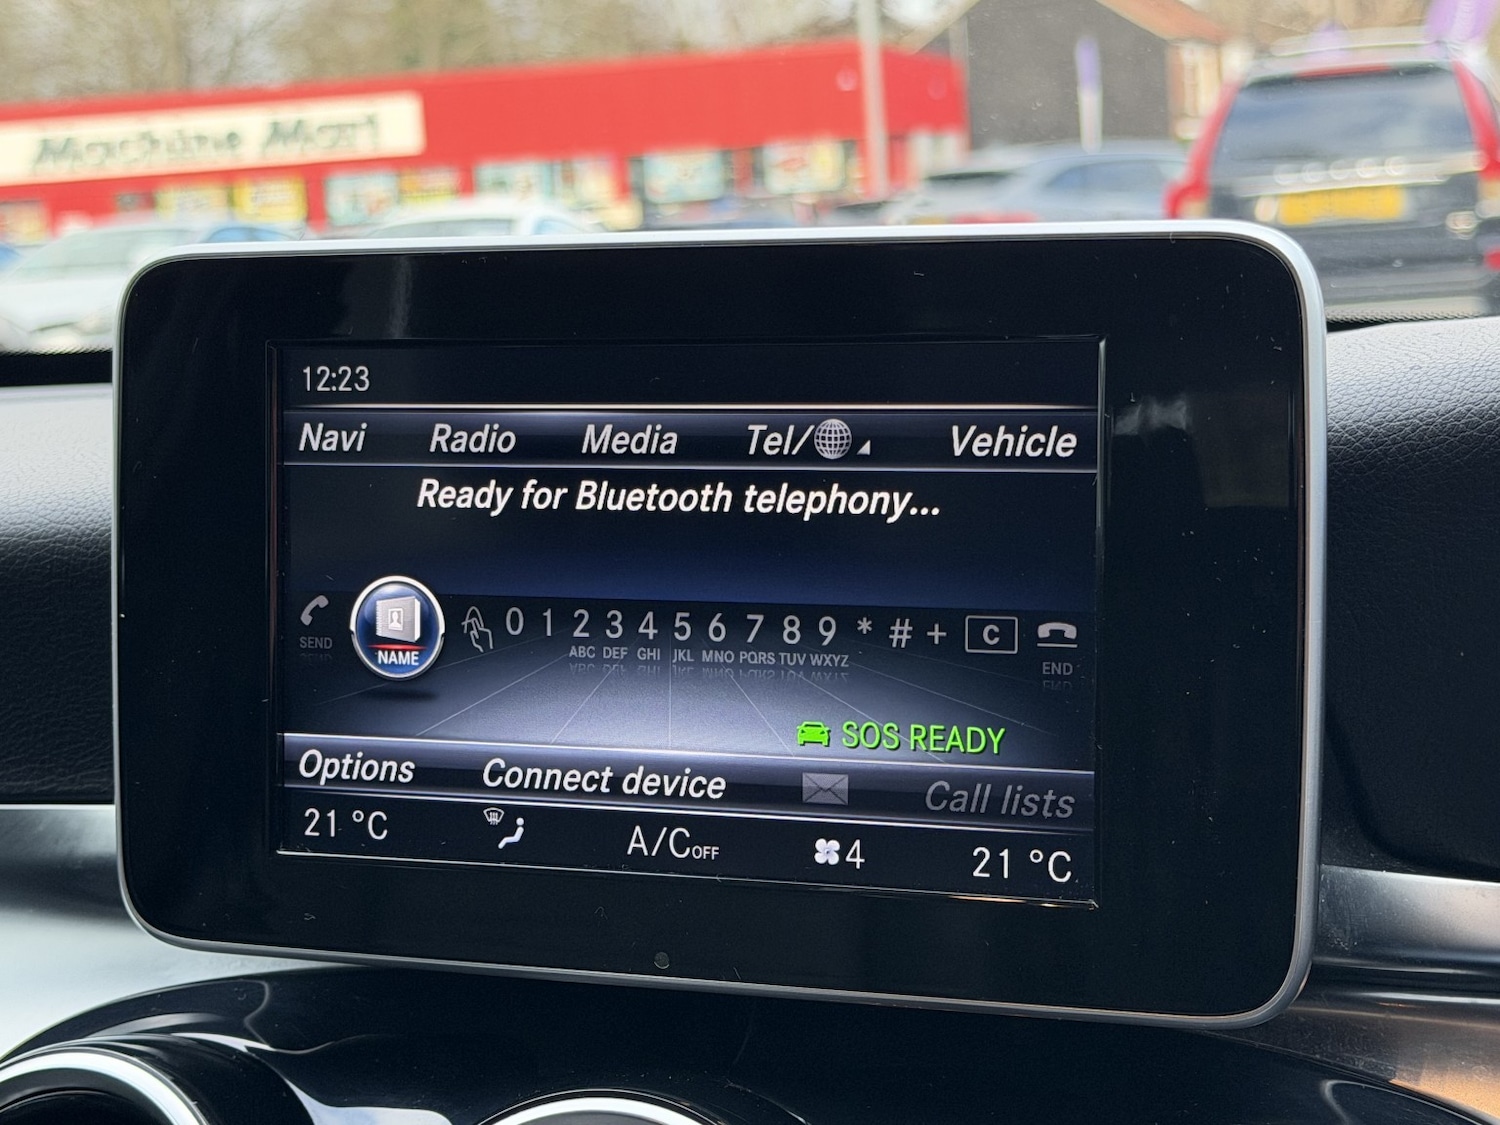 Machine Mart
12:23
Navi Radio Media Tel/ Vehicle
Ready for Bluetooth telephony...
SEND NAME 0 1 2 3 4 5 6 7 8 9 * # + C END
ABC DEF GHI JKL MNO PQRS TUV WXYZ
SOS READY
Options Connect device Call lists
21 °C A/C OFF 4 21 °C